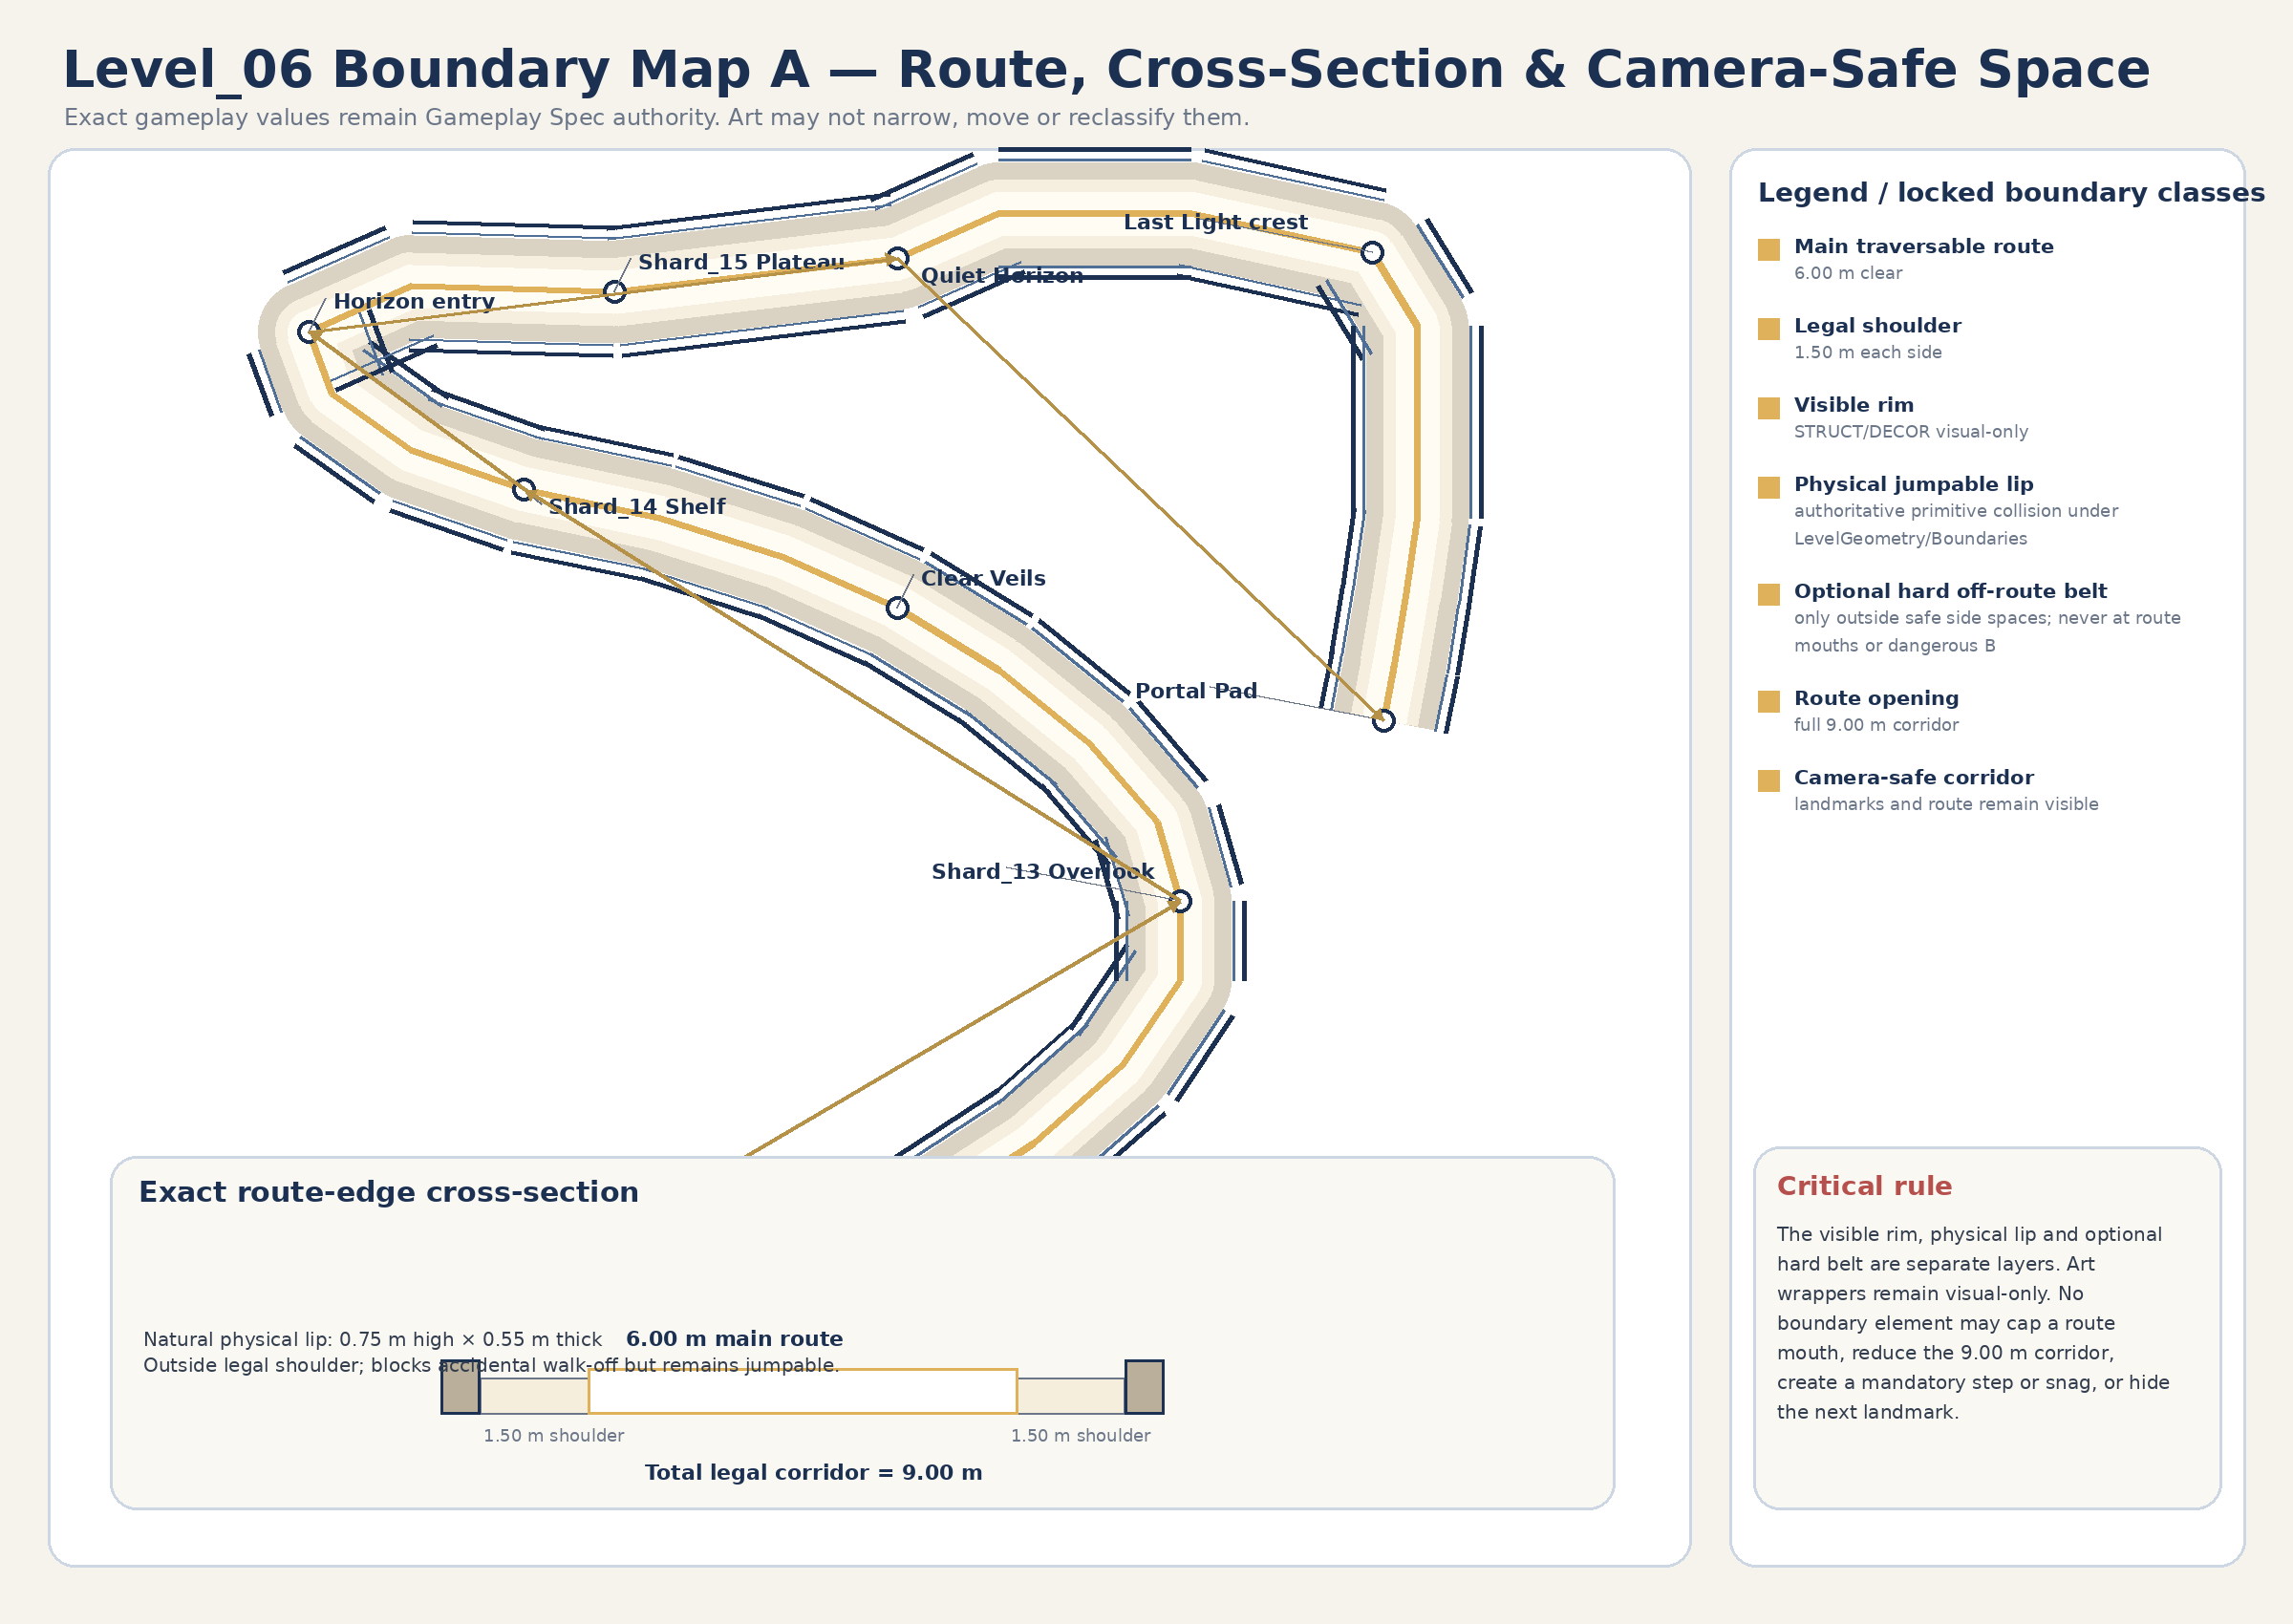 Level_06 Boundary Map A — Route, Cross-Section & Camera-Safe Space
Exact gameplay values remain Gameplay Spec authority. Art may not narrow, move or reclassify them.
Last Light crest
Shard_15 Plateau
Quiet Horizon
Horizon entry
Shard_14 Shelf
Clear Veils
Portal Pad
Shard_13 Overlook
Exact route-edge cross-section
Natural physical lip: 0.75 m high × 0.55 m thick
6.00 m main route
Outside legal shoulder; blocks accidental walk-off but remains jumpable.
1.50 m shoulder
1.50 m shoulder
Total legal corridor = 9.00 m
Legend / locked boundary classes
Main traversable route
6.00 m clear
Legal shoulder
1.50 m each side
Visible rim
STRUCT/DECOR visual-only
Physical jumpable lip
authoritative primitive collision under
LevelGeometry/Boundaries
Optional hard off-route belt
only outside safe side spaces; never at route
mouths or dangerous B
Route opening
full 9.00 m corridor
Camera-safe corridor
landmarks and route remain visible
Critical rule
The visible rim, physical lip and optional
hard belt are separate layers. Art
wrappers remain visual-only. No
boundary element may cap a route
mouth, reduce the 9.00 m corridor,
create a mandatory step or snag, or hide
the next landmark.